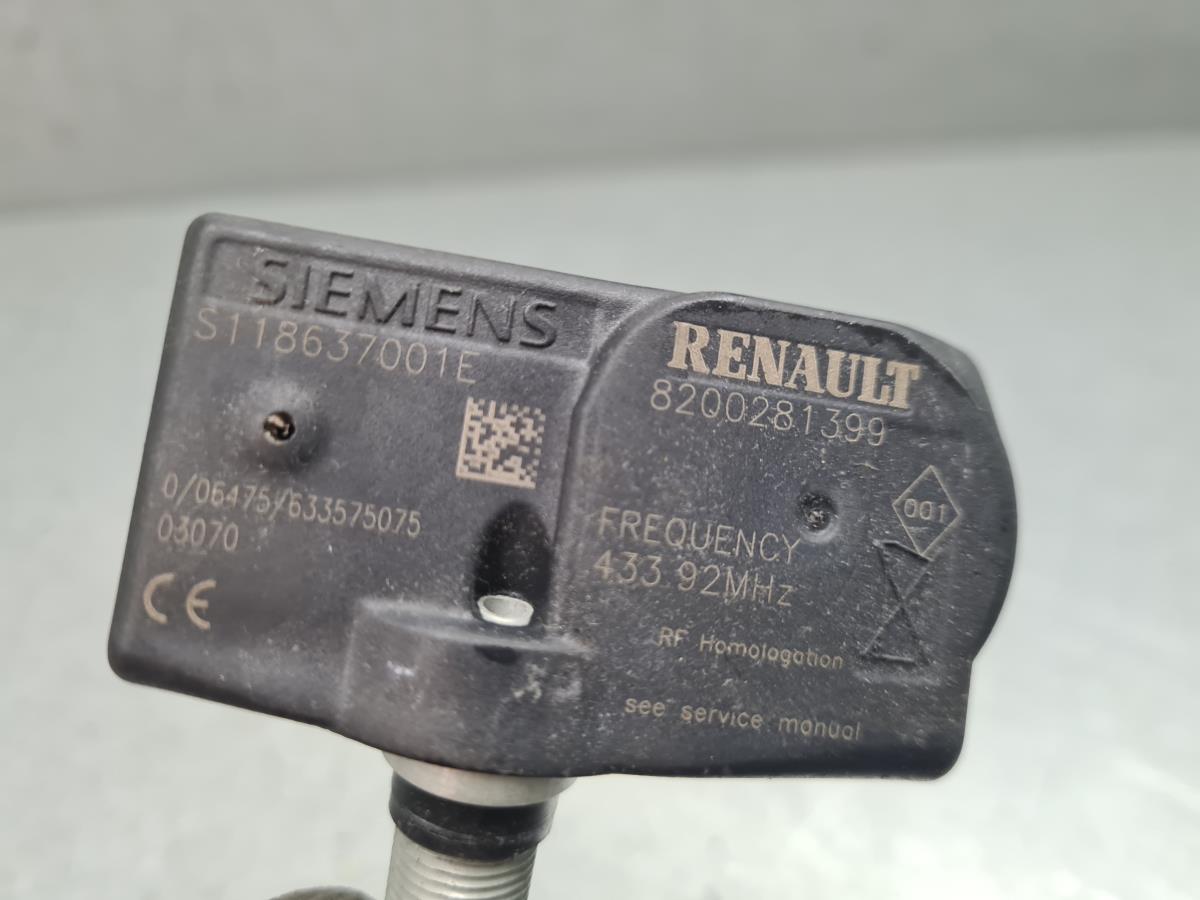 SIEMENS
S118637001E
0/06475/633575075
03070
CE
RENAULT
8200281399
001
FREQUENCY
433 92MHz
RF Homologation
see service manual